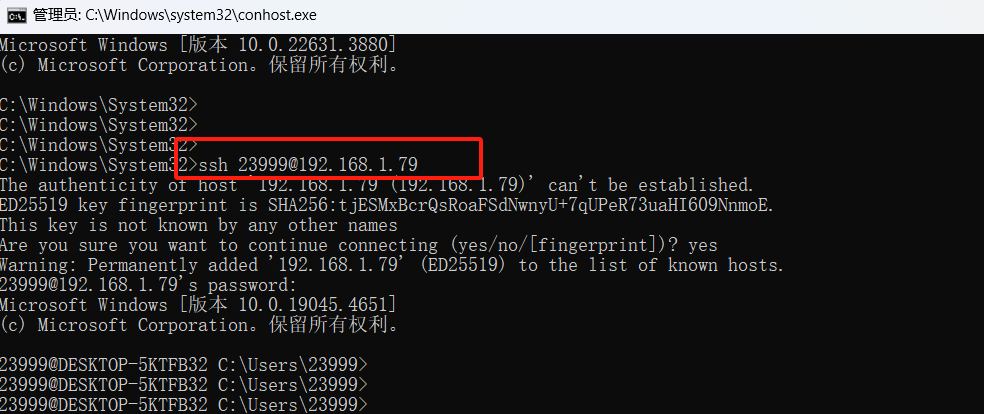 管理员: C:\Windows\system32\conhost.exe
Microsoft Windows [版本 10.0.22631.3880]
(c) Microsoft Corporation。保留所有权利。
C:\Windows\System32>
C:\Windows\System32>
C:\Windows\System32>
C:\Windows\System32>ssh 23999@192.168.1.79
The authenticity of host '192.168.1.79 (192.168.1.79)' can't be established.
ED25519 key fingerprint is SHA256:tjESMxBcrQsRoaFSdNwnyU+7qUPeR73uaHI609NnmoE.
This key is not known by any other names
Are you sure you want to continue connecting (yes/no/[fingerprint])? yes
Warning: Permanently added '192.168.1.79' (ED25519) to the list of known hosts.
23999@192.168.1.79's password:
Microsoft Windows [版本 10.0.19045.4651]
(c) Microsoft Corporation。保留所有权利。
23999@DESKTOP-5KTFB32 C:\Users\23999>
23999@DESKTOP-5KTFB32 C:\Users\23999>
23999@DESKTOP-5KTFB32 C:\Users\23999>